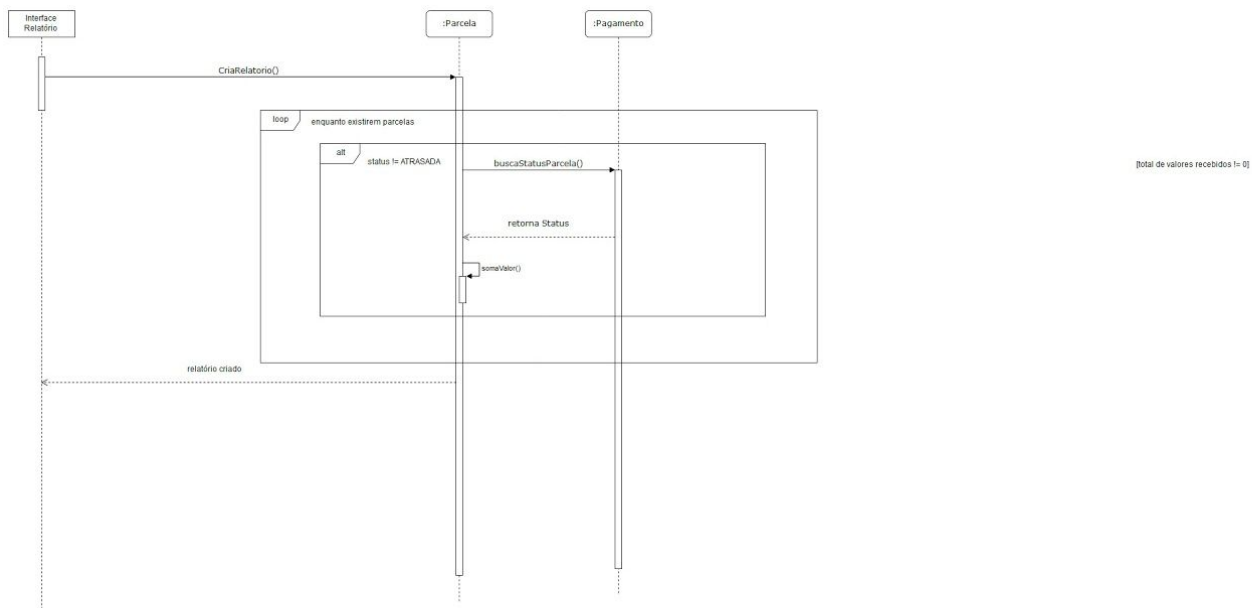 Interface
Relatório
:Parcela
:Pagamento
CriaRelatorio()
loop
enquanto existirem parcelas
alt
status != ATRASADA
buscaStatusParcela()
[total de valores recebidos != 0]
retorna Status
somaValor()
relatório criado